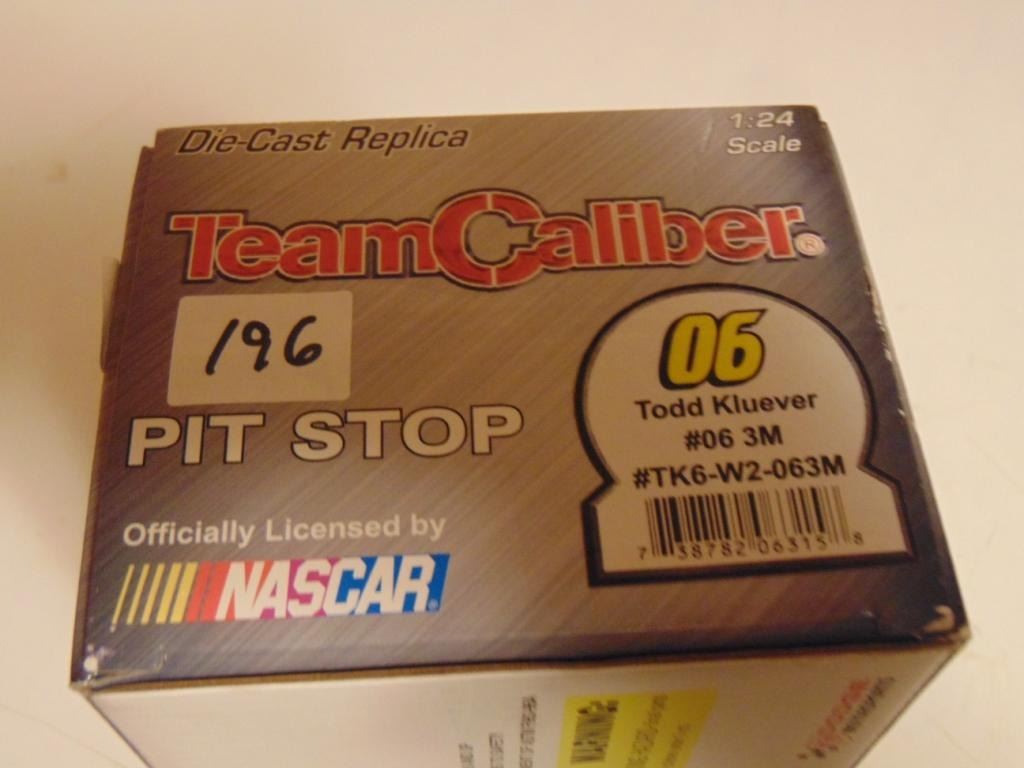 Die-Cast Replica
1:24
Scale
TeamCaliber®
196
PIT STOP
06
Todd Kluever
#06 3M
#TK6-W2-063M
7 38782 06315 8
Officially Licensed by
NASCAR®
WARNING: